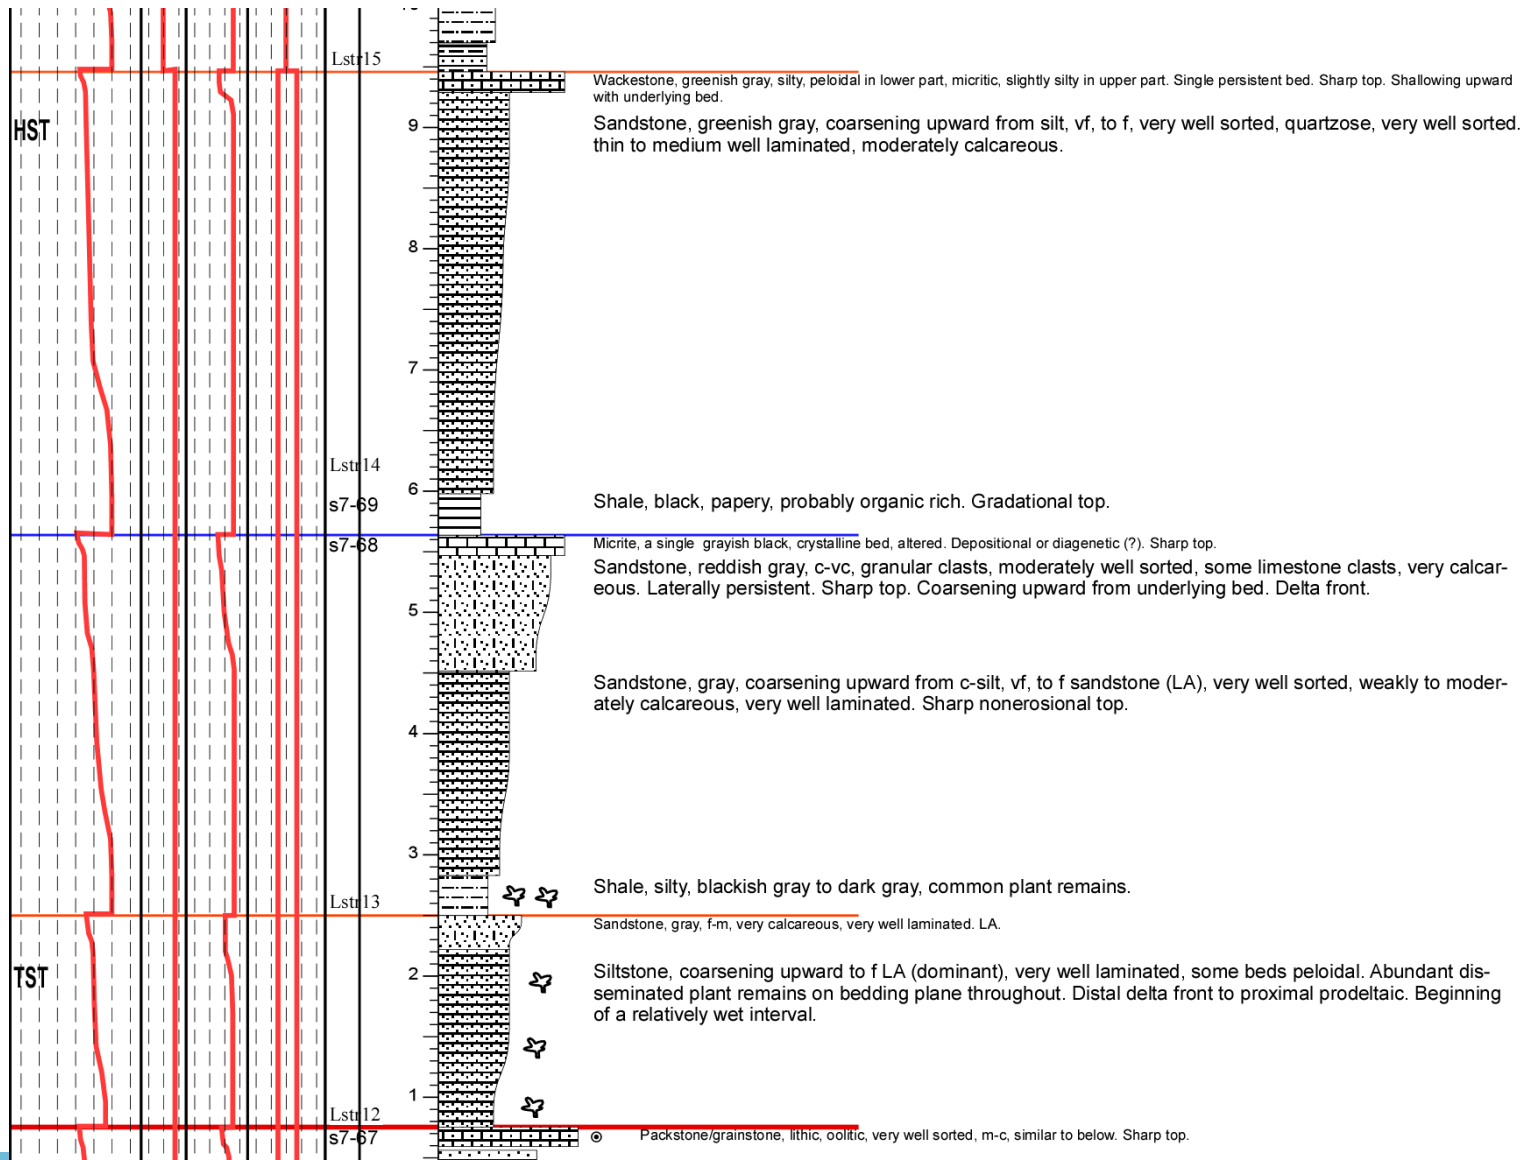 Lstr15
Wackestone, greenish gray, silty, peloidal in lower part, micritic, slightly silty in upper part. Single persistent bed. Sharp top. Shallowing upward
with underlying bed.
HST
9
Sandstone, greenish gray, coarsening upward from silt, vf, to f, very well sorted, quartzose, very well sorted.
thin to medium well laminated, moderately calcareous.
8
7
Lstr14
6
s7-69
Shale, black, papery, probably organic rich. Gradational top.
s7-68
Micrite, a single grayish black, crystalline bed, altered. Depositional or diagenetic (?). Sharp top.
Sandstone, reddish gray, c-vc, granular clasts, moderately well sorted, some limestone clasts, very calcar-
eous. Laterally persistent. Sharp top. Coarsening upward from underlying bed. Delta front.
5
Sandstone, gray, coarsening upward from c-silt, vf, to f sandstone (LA), very well sorted, weakly to moder-
ately calcareous, very well laminated. Sharp nonerosional top.
4
3
Shale, silty, blackish gray to dark gray, common plant remains.
Lstr13
Sandstone, gray, f-m, very calcareous, very well laminated. LA.
TST
2
Siltstone, coarsening upward to f LA (dominant), very well laminated, some beds peloidal. Abundant dis-
seminated plant remains on bedding plane throughout. Distal delta front to proximal prodeltaic. Beginning
of a relatively wet interval.
1
Lstr12
s7-67
Packstone/grainstone, lithic, oolitic, very well sorted, m-c, similar to below. Sharp top.